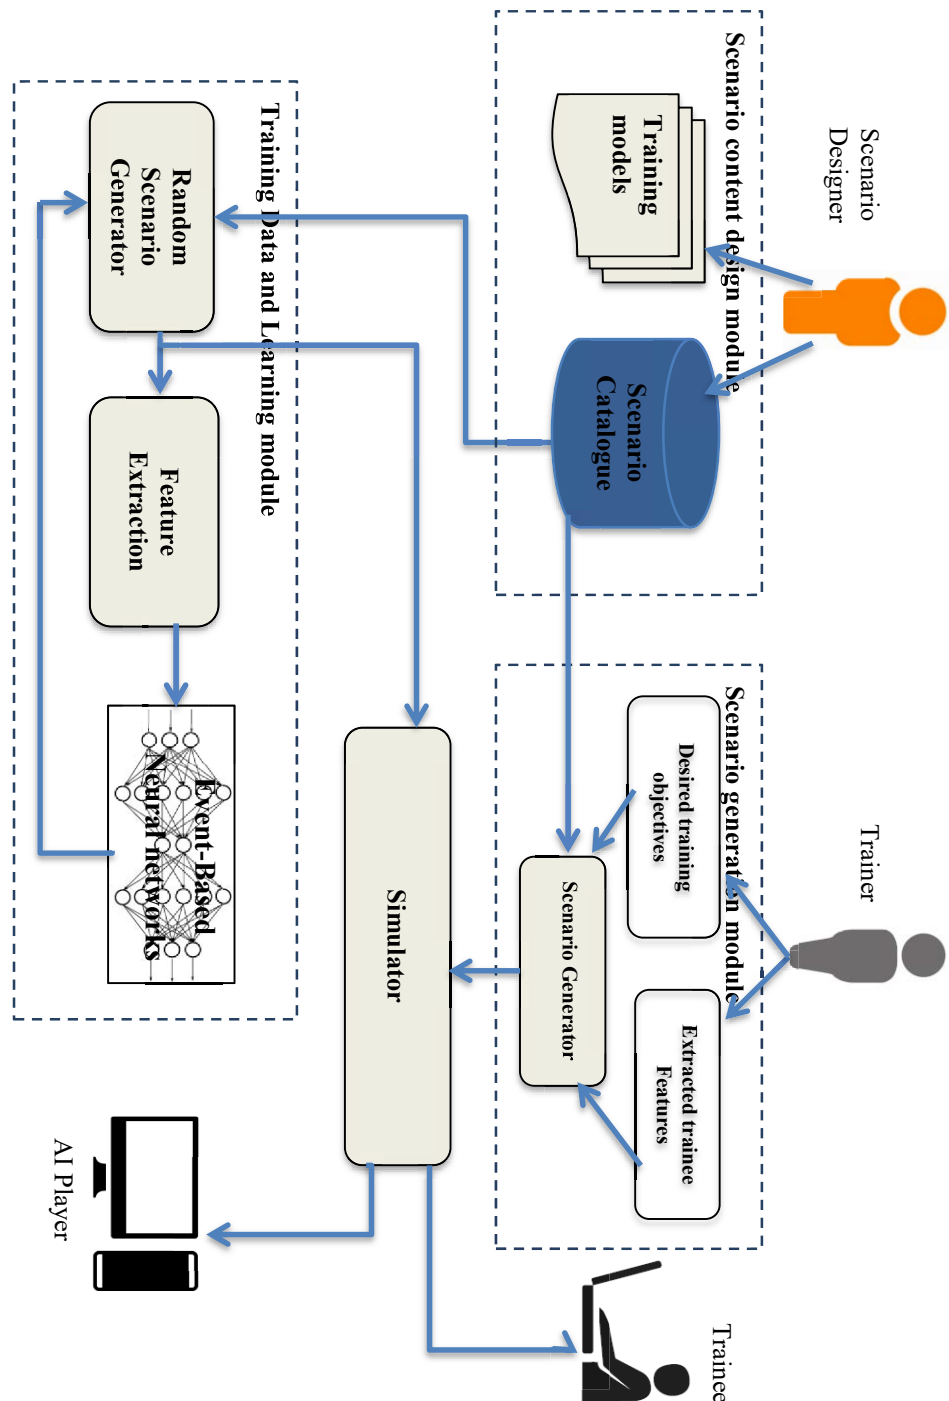 Scenario
Designer
Trainer
Trainee
Scenario content design module
Training
models
Scenario
Catalogue
Scenario generation module
Desired training
objectives
Extracted trainee
Features
Scenario Generator
Simulator
Training Data and Learning module
Random
Scenario
Generator
Feature
Extraction
Event-Based
Neural networks
AI Player